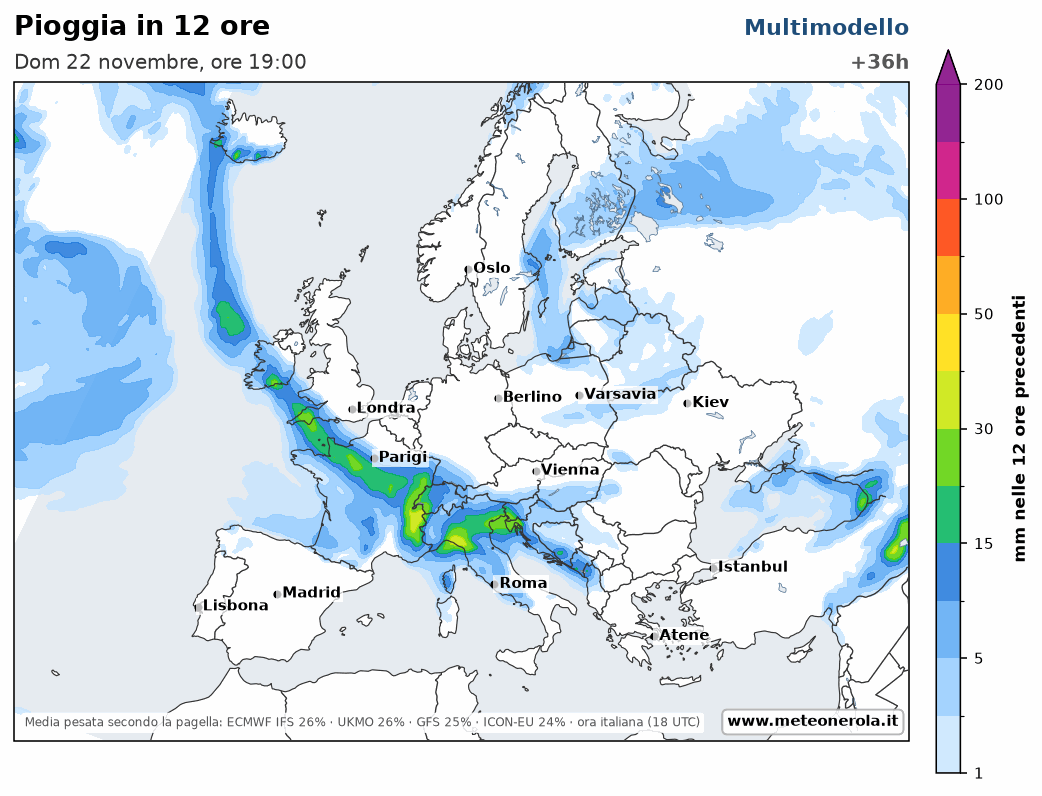 Pioggia in 12 ore
Multimodello
Dom 22 novembre, ore 19:00
+36h
200
100
50
30
15
5
1
mm nelle 12 ore precedenti
Oslo
Londra
Berlino
Varsavia
Kiev
Parigi
Vienna
Istanbul
Roma
Madrid
Lisbona
Atene
Media pesata secondo la pagella: ECMWF IFS 26% · UKMO 26% · GFS 25% · ICON-EU 24% · ora italiana (18 UTC)
www.meteonerola.it